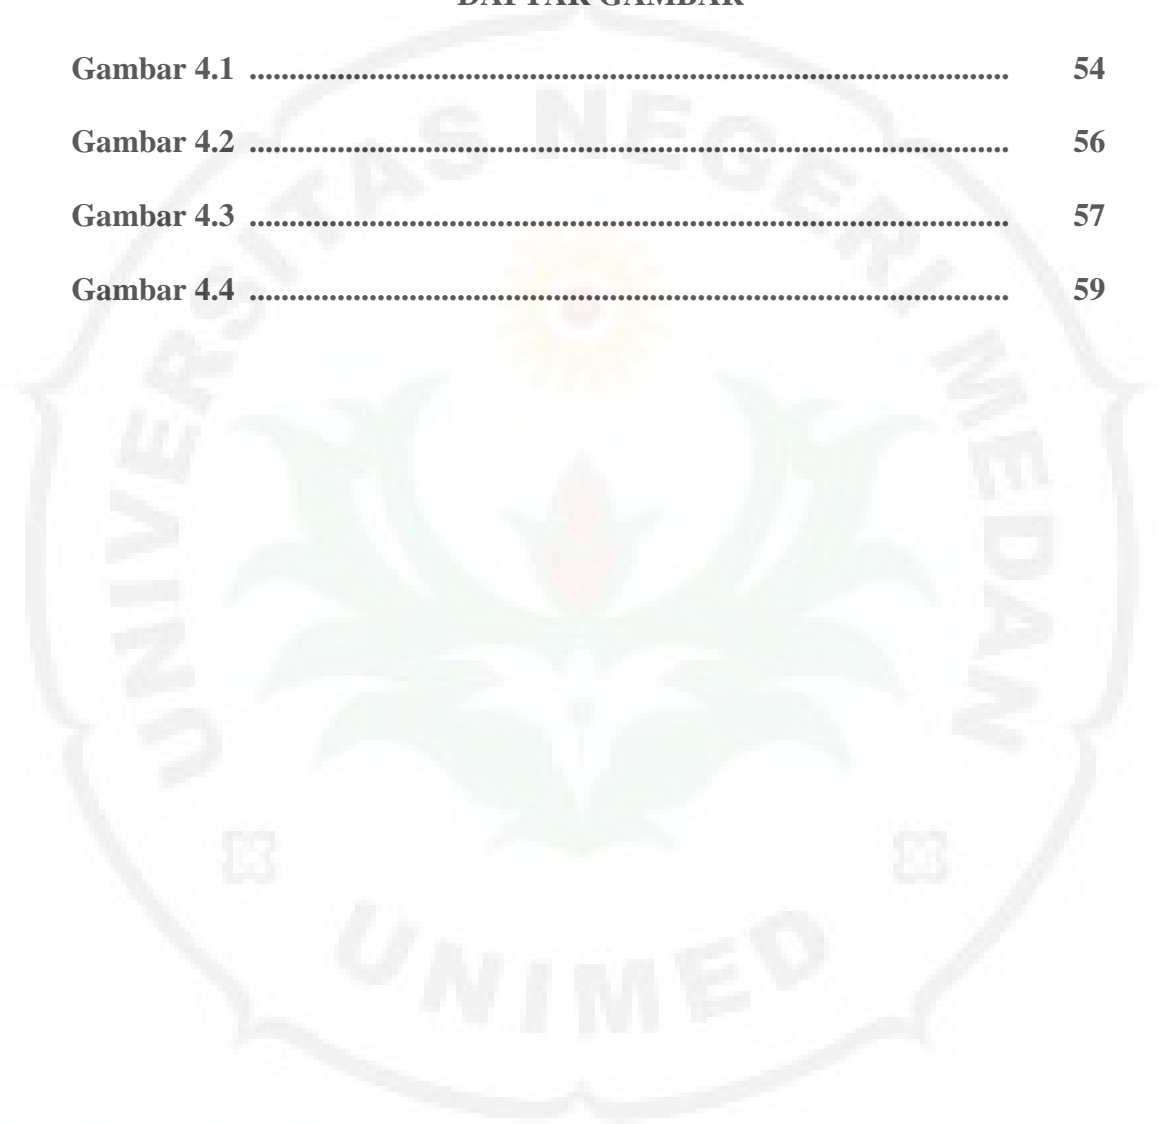 DAFTAR GAMBAR
Gambar 4.1 ................................................................................................ 54
Gambar 4.2 ................................................................................................ 56
Gambar 4.3 ................................................................................................ 57
Gambar 4.4 ................................................................................................ 59
UNIVERSITAS NEGERI MEDAN
UNIMED